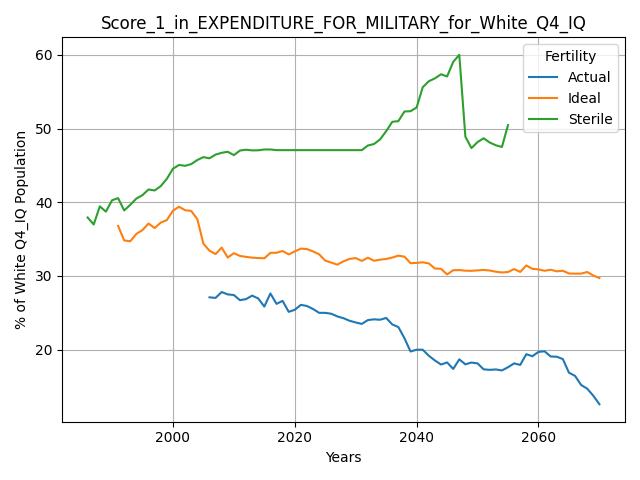 Score_1_in_EXPENDITURE_FOR_MILITARY_for_White_Q4_IQ
Fertility
Actual
Ideal
Sterile
% of White Q4_IQ Population
60
50
40
30
20
2000 2020 2040 2060
Years